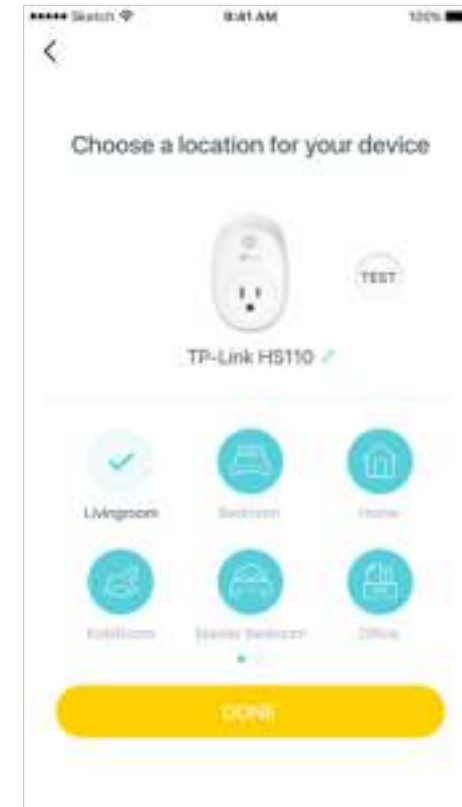 Sketch 9:41 AM 100%
Choose a location for your device
TEST
TP-Link HS110
Livingroom Bedroom Home
KidsRoom Master Bedroom Office
DONE